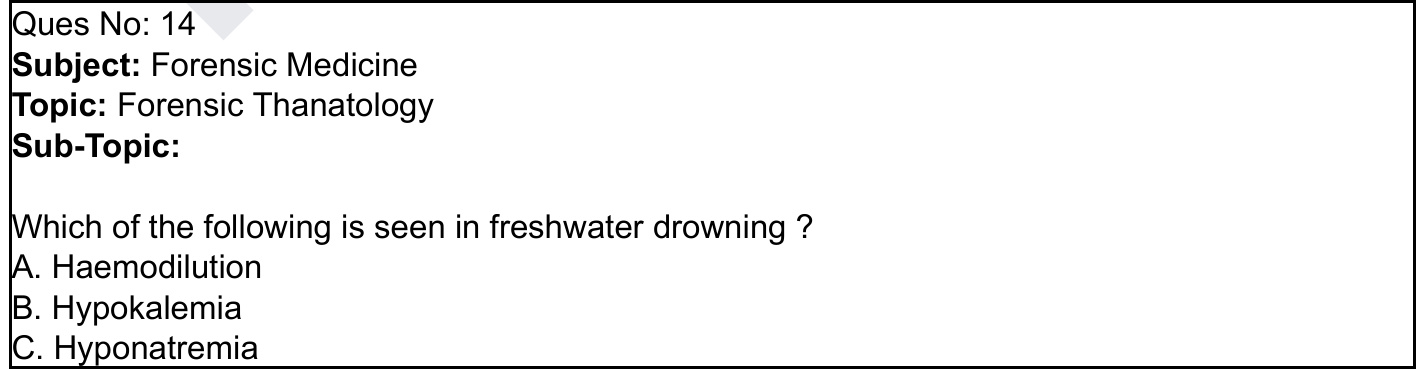 Ques No: 14
Subject: Forensic Medicine
Topic: Forensic Thanatology
Sub-Topic:
Which of the following is seen in freshwater drowning ?
A. Haemodilution
B. Hypokalemia
C. Hyponatremia